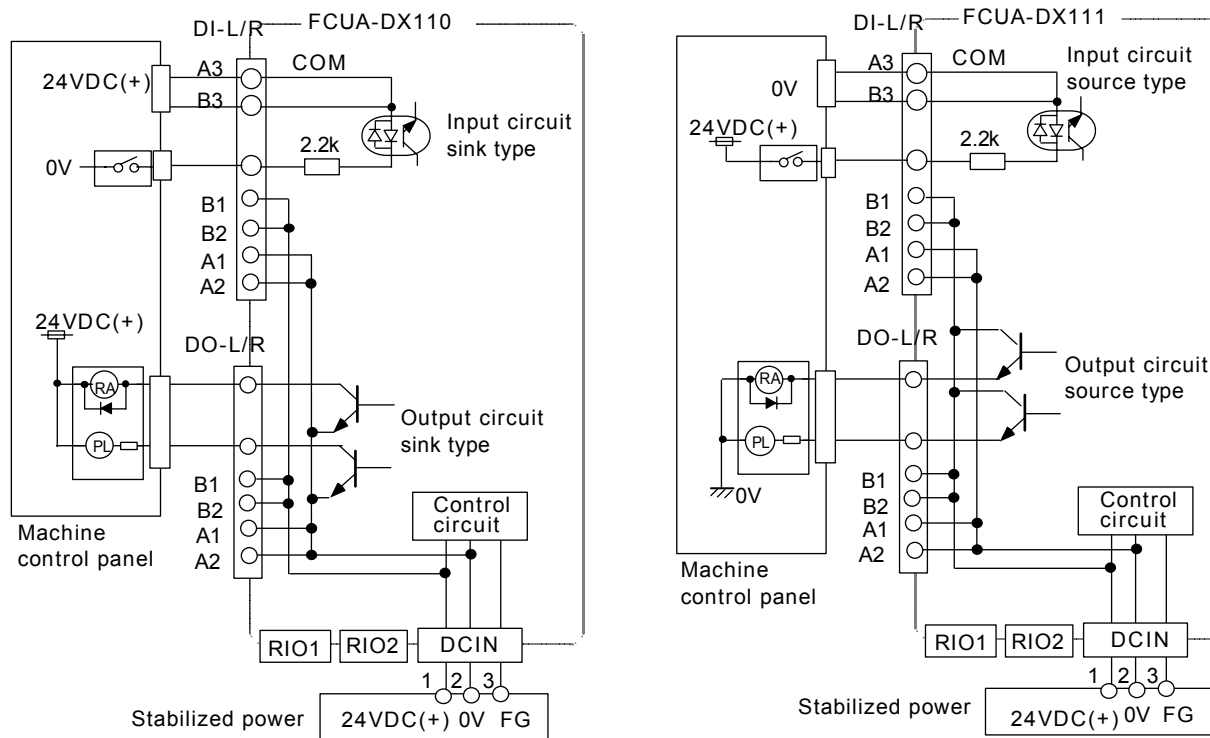 FCUA-DX110
DI-L/R
24VDC(+)
A3
COM
B3
Input circuit
sink type
2.2k
0V
B1
B2
A1
A2
24VDC(+)
DO-L/R
RA
Output circuit
sink type
PL
B1
B2
A1
A2
Control
circuit
Machine
control panel
RIO1
RIO2
DCIN
1
2
3
Stabilized power
24VDC(+)
0V
FG
FCUA-DX111
DI-L/R
A3
COM
Input circuit
source type
0V
B3
24VDC(+)
2.2k
B1
B2
A1
A2
DO-L/R
RA
Output circuit
source type
PL
0V
B1
B2
A1
A2
Control
circuit
Machine
control panel
RIO1
RIO2
DCIN
1
2
3
Stabilized power
24VDC(+)
0V
FG